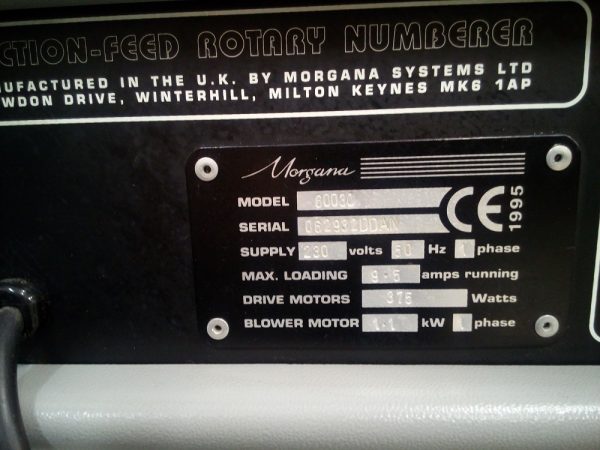 CTION-FEED ROTARY NUMBERER
NUFACTURED IN THE U.K. BY MORGANA SYSTEMS LTD
WDON DRIVE, WINTERHILL, MILTON KEYNES MK6 1AP
Morgana
MODEL
SERIAL
CE 1995
SUPPLY 230 volts 50 Hz 1 phase
MAX. LOADING 9.5 amps running
DRIVE MOTORS 375 Watts
BLOWER MOTOR 1.1 kW 1 phase